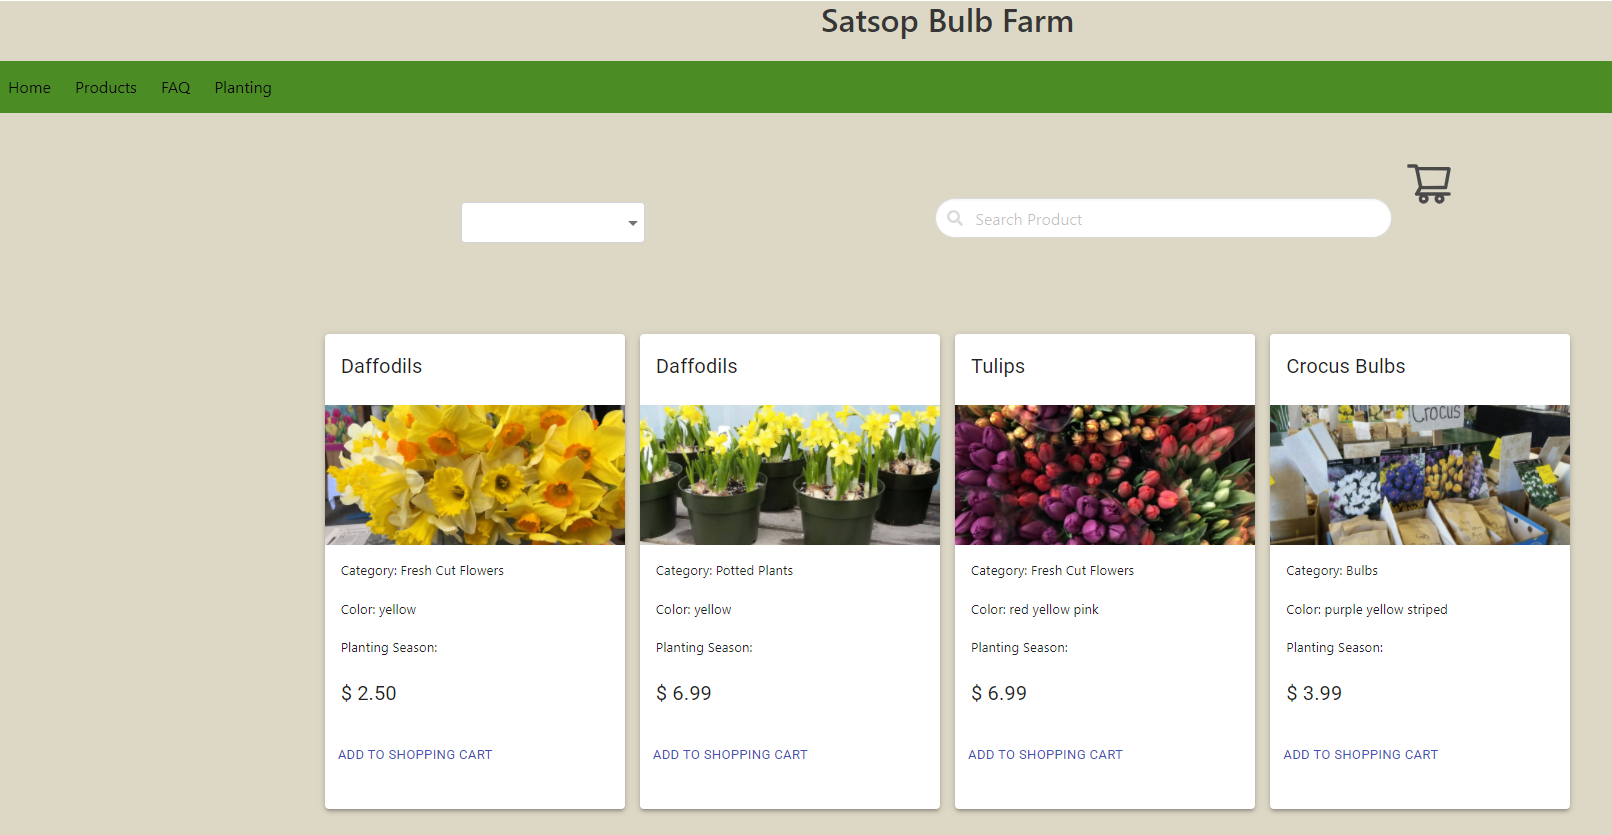 Satsop Bulb Farm
Home Products FAQ Planting
Search Product
Daffodils
Category: Fresh Cut Flowers
Color: yellow
Planting Season:
$ 2.50
ADD TO SHOPPING CART
Daffodils
Category: Potted Plants
Color: yellow
Planting Season:
$ 6.99
ADD TO SHOPPING CART
Tulips
Category: Fresh Cut Flowers
Color: red yellow pink
Planting Season:
$ 6.99
ADD TO SHOPPING CART
Crocus Bulbs
Crocus
Category: Bulbs
Color: purple yellow striped
Planting Season:
$ 3.99
ADD TO SHOPPING CART